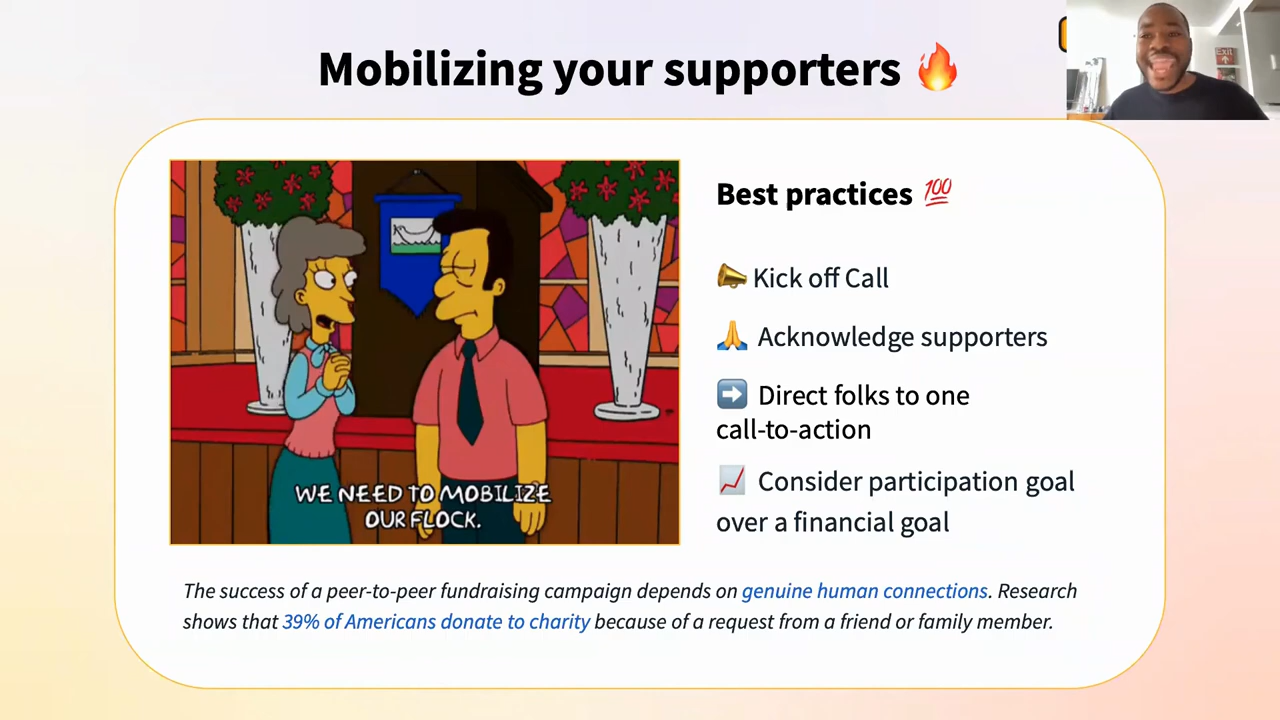 Mobilizing your supporters 🔥
Exit
Best practices 💯
📣 Kick off Call
🙏 Acknowledge supporters
➡️ Direct folks to one
call-to-action
📈 Consider participation goal
over a financial goal
WE NEED TO MOBILIZE
OUR FLOCK.
The success of a peer-to-peer fundraising campaign depends on genuine human connections. Research
shows that 39% of Americans donate to charity because of a request from a friend or family member.